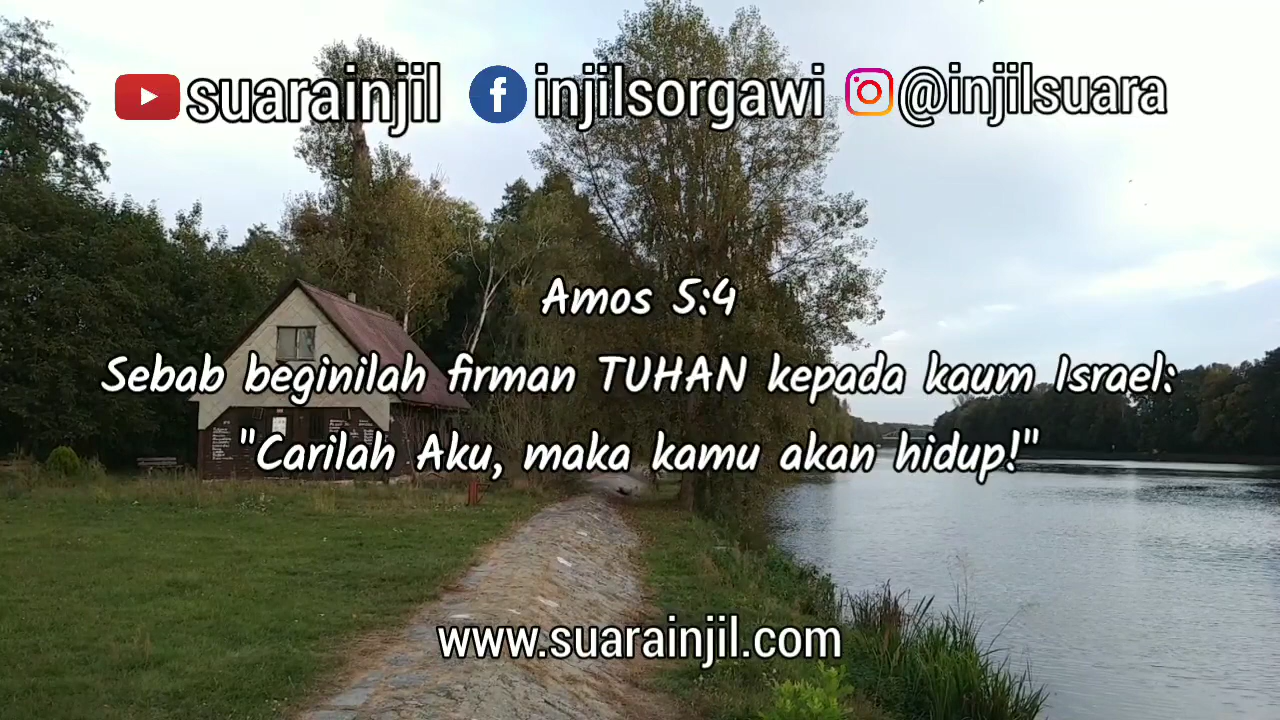 suarainjil injilsorgawi @injilsuara
Amos 5:4
Sebab beginilah firman TUHAN kepada kaum Israel:
"Carilah Aku, maka kamu akan hidup!"
www.suarainjil.com